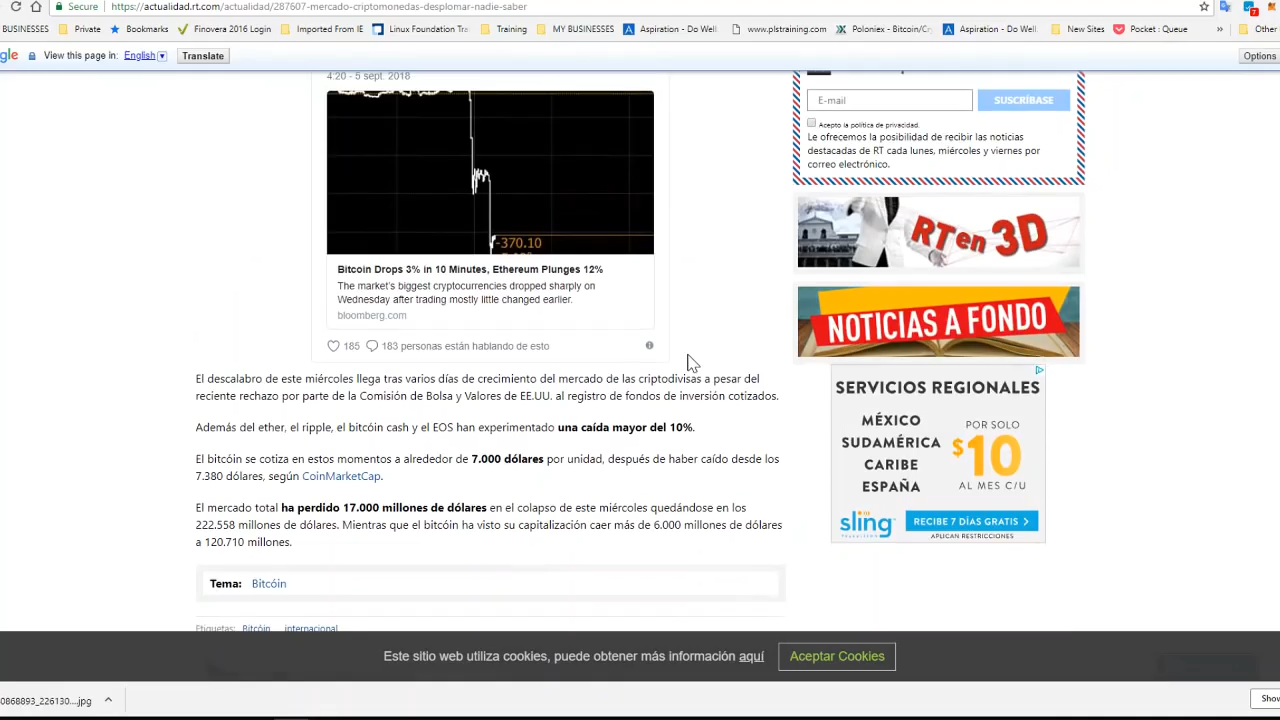 Secure
https://actualidad.rt.com/actualidad/287607-mercado-criptomonedas-desplomar-nadie-saber
BUSINESSES Private Bookmarks Finovera 2016 Login Imported From IE Linux Foundation Tra Training MY BUSINESSES Aspiration - Do Well www.plstraining.com Poloniex - Bitcoin/Cry Aspiration - Do Well New Sites Pocket : Queue » Other
View this page in: English Translate Options
4:20 - 5 sept. 2018
-370.10
Bitcoin Drops 3% in 10 Minutes, Ethereum Plunges 12%
The market's biggest cryptocurrencies dropped sharply on
Wednesday after trading mostly little changed earlier.
bloomberg.com
185 183 personas están hablando de esto
El descalabro de este miércoles llega tras varios días de crecimiento del mercado de las criptodivisas a pesar del
reciente rechazo por parte de la Comisión de Bolsa y Valores de EE.UU. al registro de fondos de inversión cotizados.
Además del ether, el ripple, el bitcóin cash y el EOS han experimentado una caída mayor del 10%.
El bitcóin se cotiza en estos momentos a alrededor de 7.000 dólares por unidad, después de haber caído desde los
7.380 dólares, según CoinMarketCap.
El mercado total ha perdido 17.000 millones de dólares en el colapso de este miércoles quedándose en los
222.558 millones de dólares. Mientras que el bitcóin ha visto su capitalización caer más de 6.000 millones de dólares
a 120.710 millones.
Tema: Bitcóin
Etiquetas: Bitcóin internacional
E-mail SUSCRÍBASE
Acepto la política de privacidad.
Le ofrecemos la posibilidad de recibir las noticias
destacadas de RT cada lunes, miércoles y viernes por
correo electrónico.
RT en 3D
NOTICIAS A FONDO
SERVICIOS REGIONALES
MÉXICO
SUDAMÉRICA
CARIBE
ESPAÑA
POR SOLO
$10
AL MES C/U
sling
RECIBE 7 DÍAS GRATIS
APLICAN RESTRICCIONES
Este sitio web utiliza cookies, puede obtener más información aquí Aceptar Cookies
0868893_226130....jpg
Show